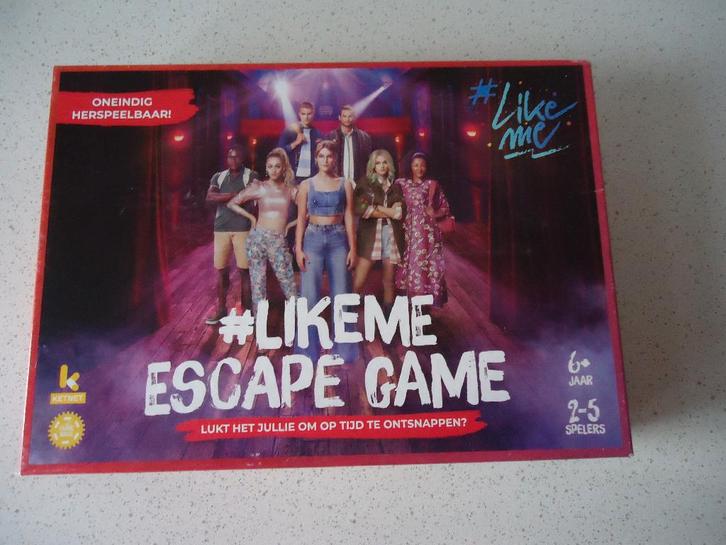 ONEINDIG
HERSPEELBAAR!
#Like
me
#LIKEME
ESCAPE GAME
LUKT HET JULLIE OM OP TIJD TE ONTSNAPPEN?
KETNET
6+
JAAR
2-5
SPELERS